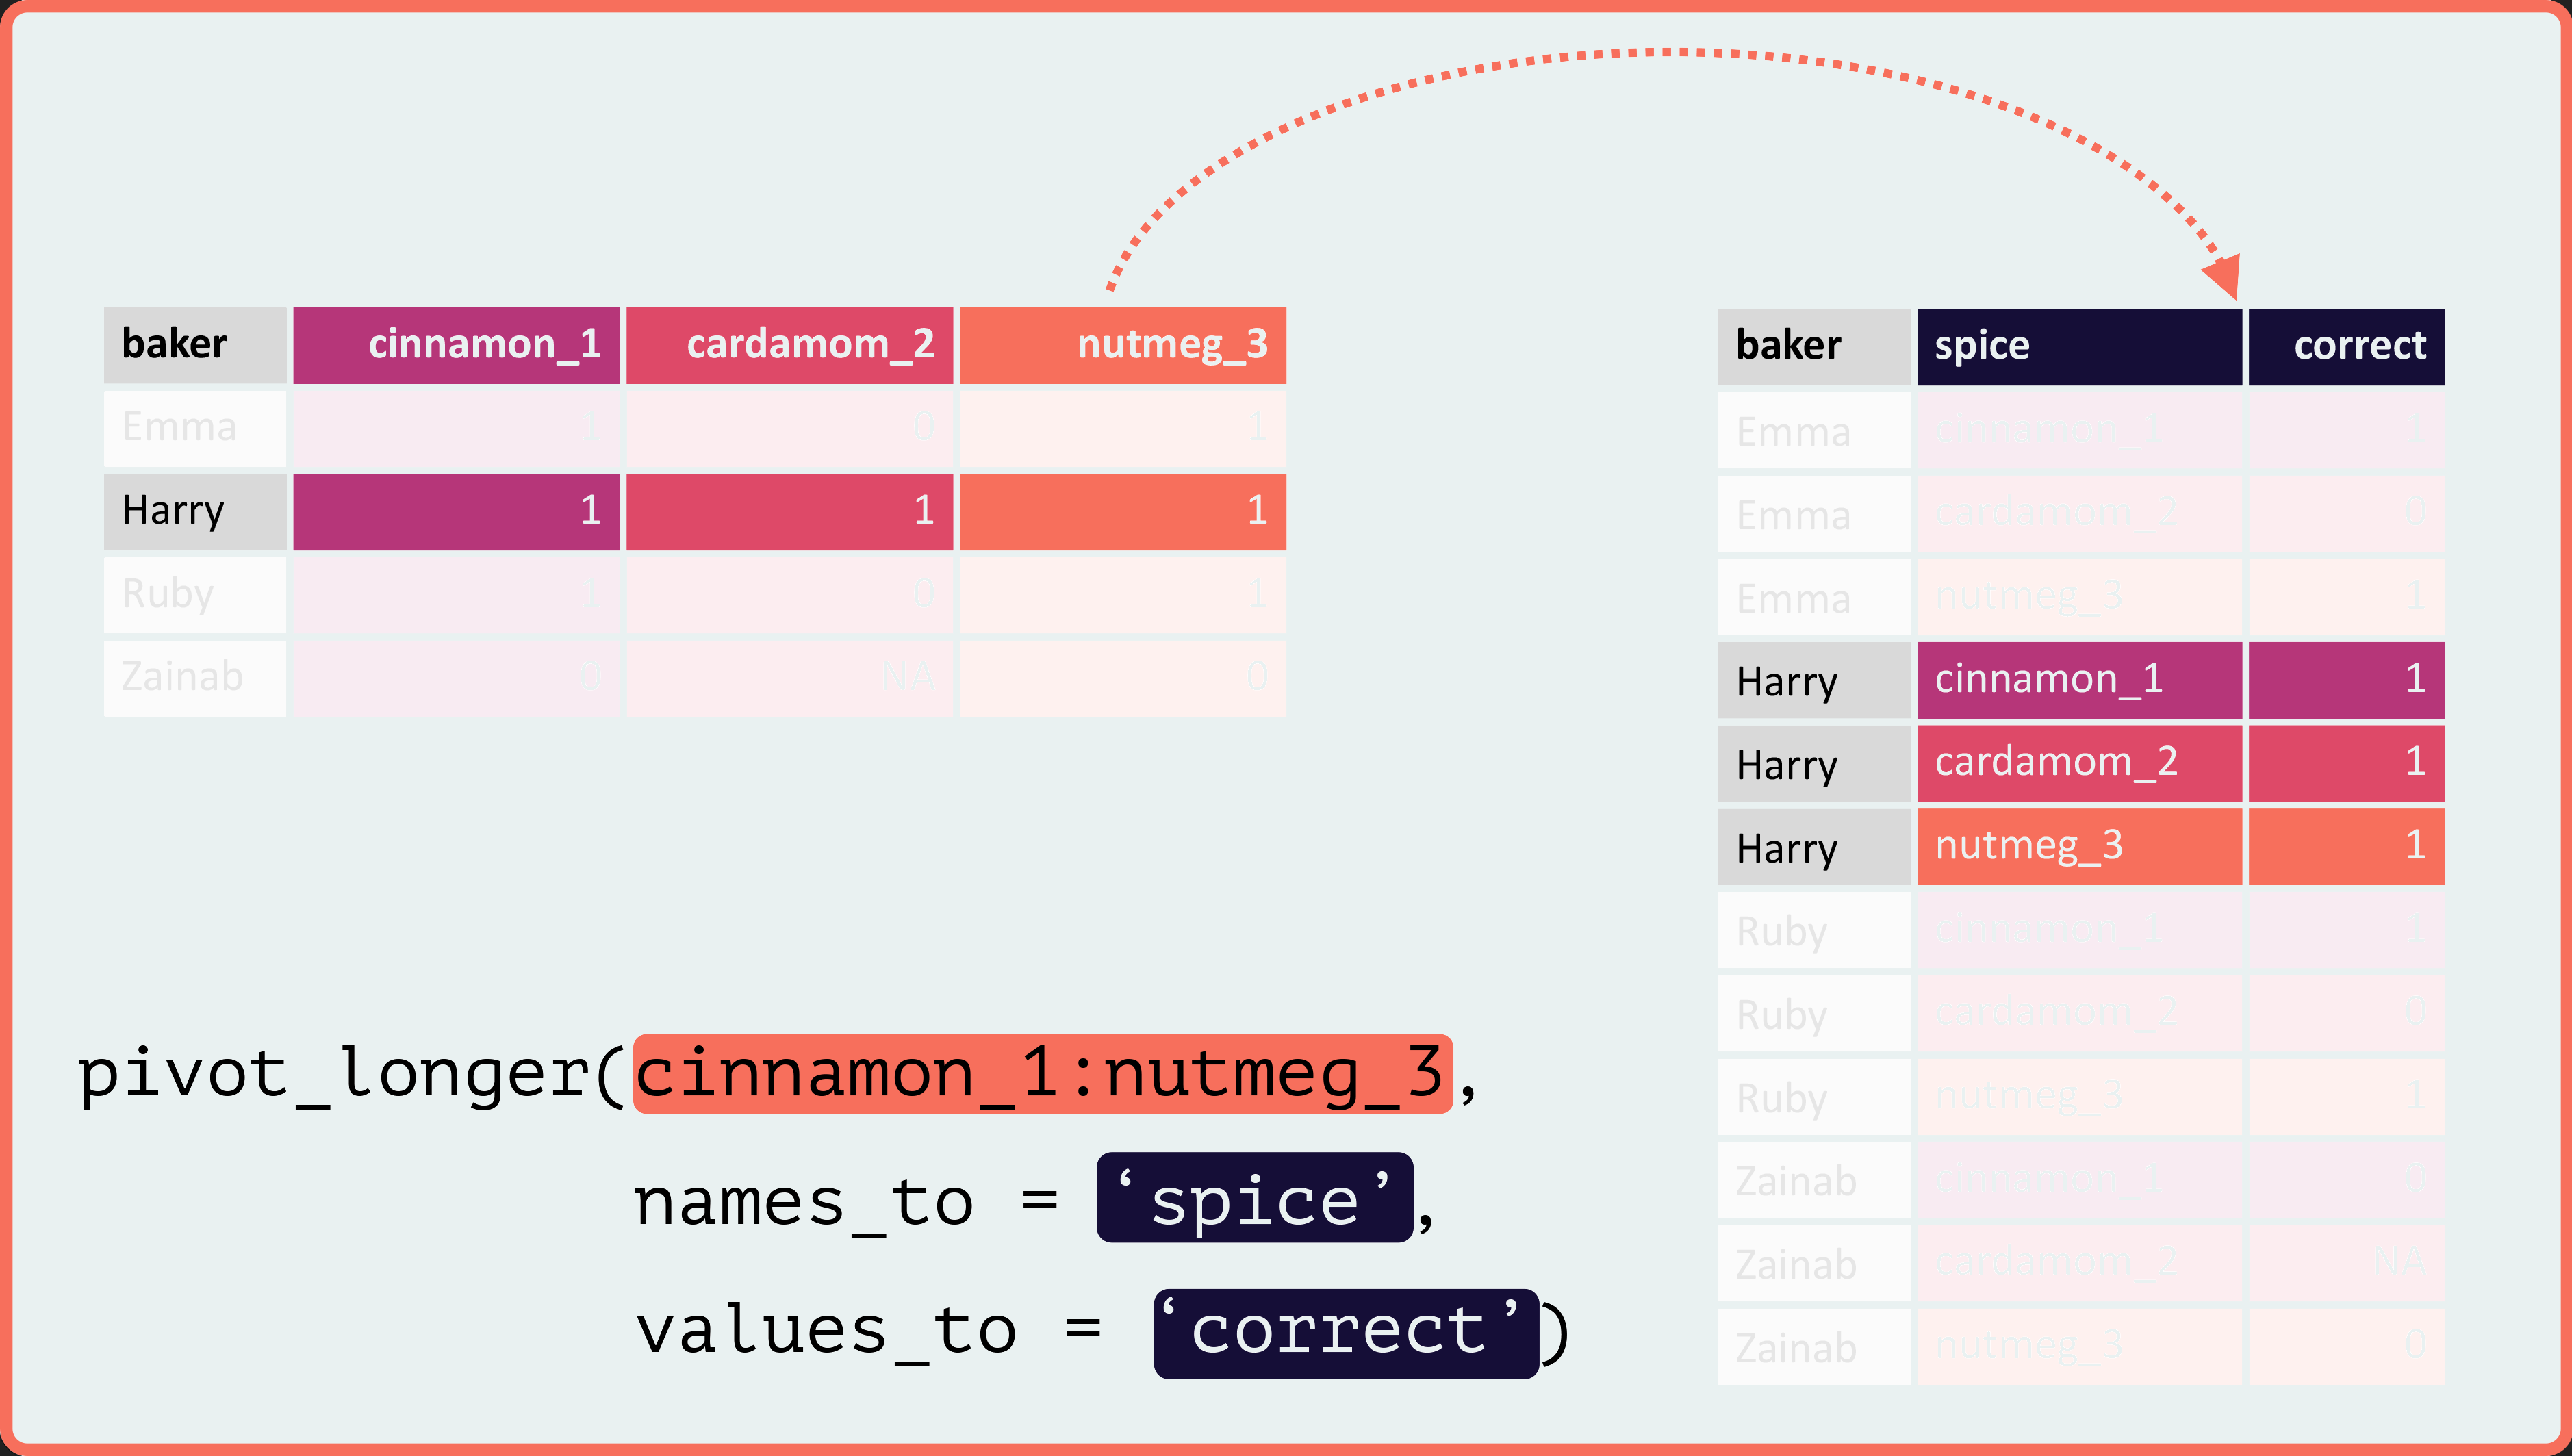 baker cinnamon_1 cardamom_2 nutmeg_3
Emma 1 0 1
Harry 1 1 1
Ruby 1 0 1
Zainab 0 NA 0
baker spice correct
Emma cinnamon_1 1
Emma cardamom_2 0
Emma nutmeg_3 1
Harry cinnamon_1 1
Harry cardamom_2 1
Harry nutmeg_3 1
Ruby cinnamon_1 1
Ruby cardamom_2 0
Ruby nutmeg_3 1
Zainab cinnamon_1 0
Zainab cardamom_2 NA
Zainab nutmeg_3 0
pivot_longer(cinnamon_1:nutmeg_3,
names_to = ‘spice’,
values_to = ‘correct’)